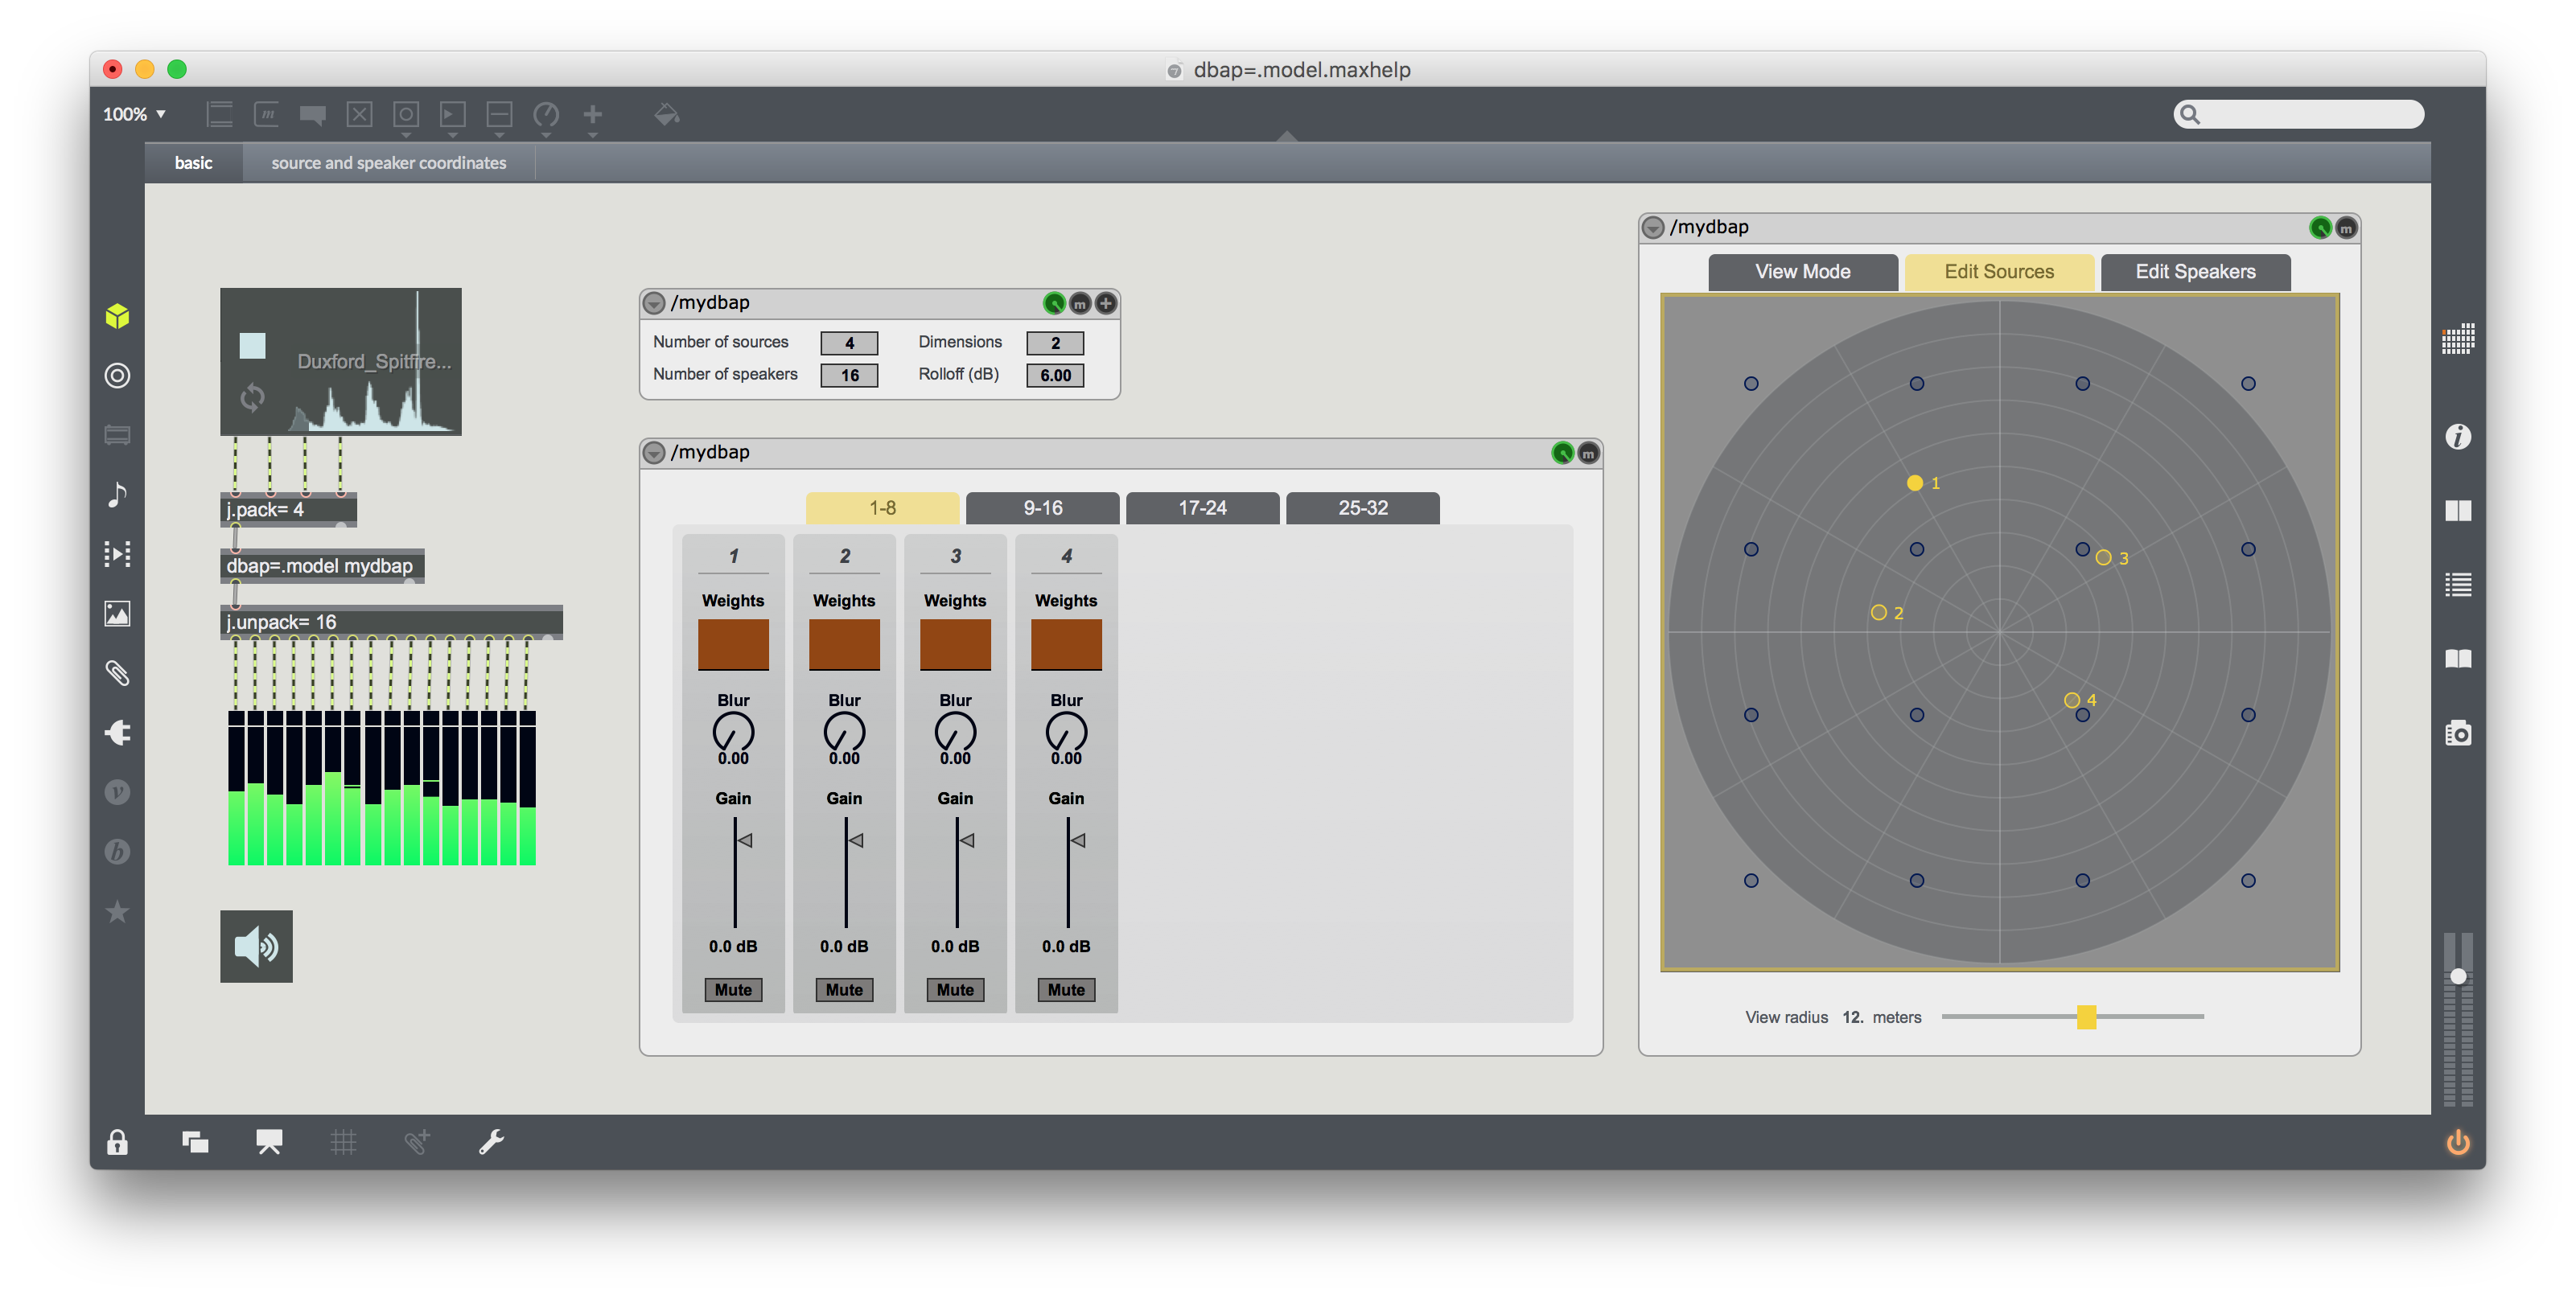 dbap=.model.maxhelp
100%
basic
source and speaker coordinates
Duxford_Spitfire...
j.pack= 4
dbap=.model mydbap
j.unpack= 16
/mydbap
Number of sources 4 Dimensions 2
Number of speakers 16 Rolloff (dB) 6.00
/mydbap
1-8 9-16 17-24 25-32
1 2 3 4
Weights Weights Weights Weights
Blur Blur Blur Blur
0.00 0.00 0.00 0.00
Gain Gain Gain Gain
0.0 dB 0.0 dB 0.0 dB 0.0 dB
Mute Mute Mute Mute
/mydbap
View Mode Edit Sources Edit Speakers
1
3
2
4
View radius 12. meters